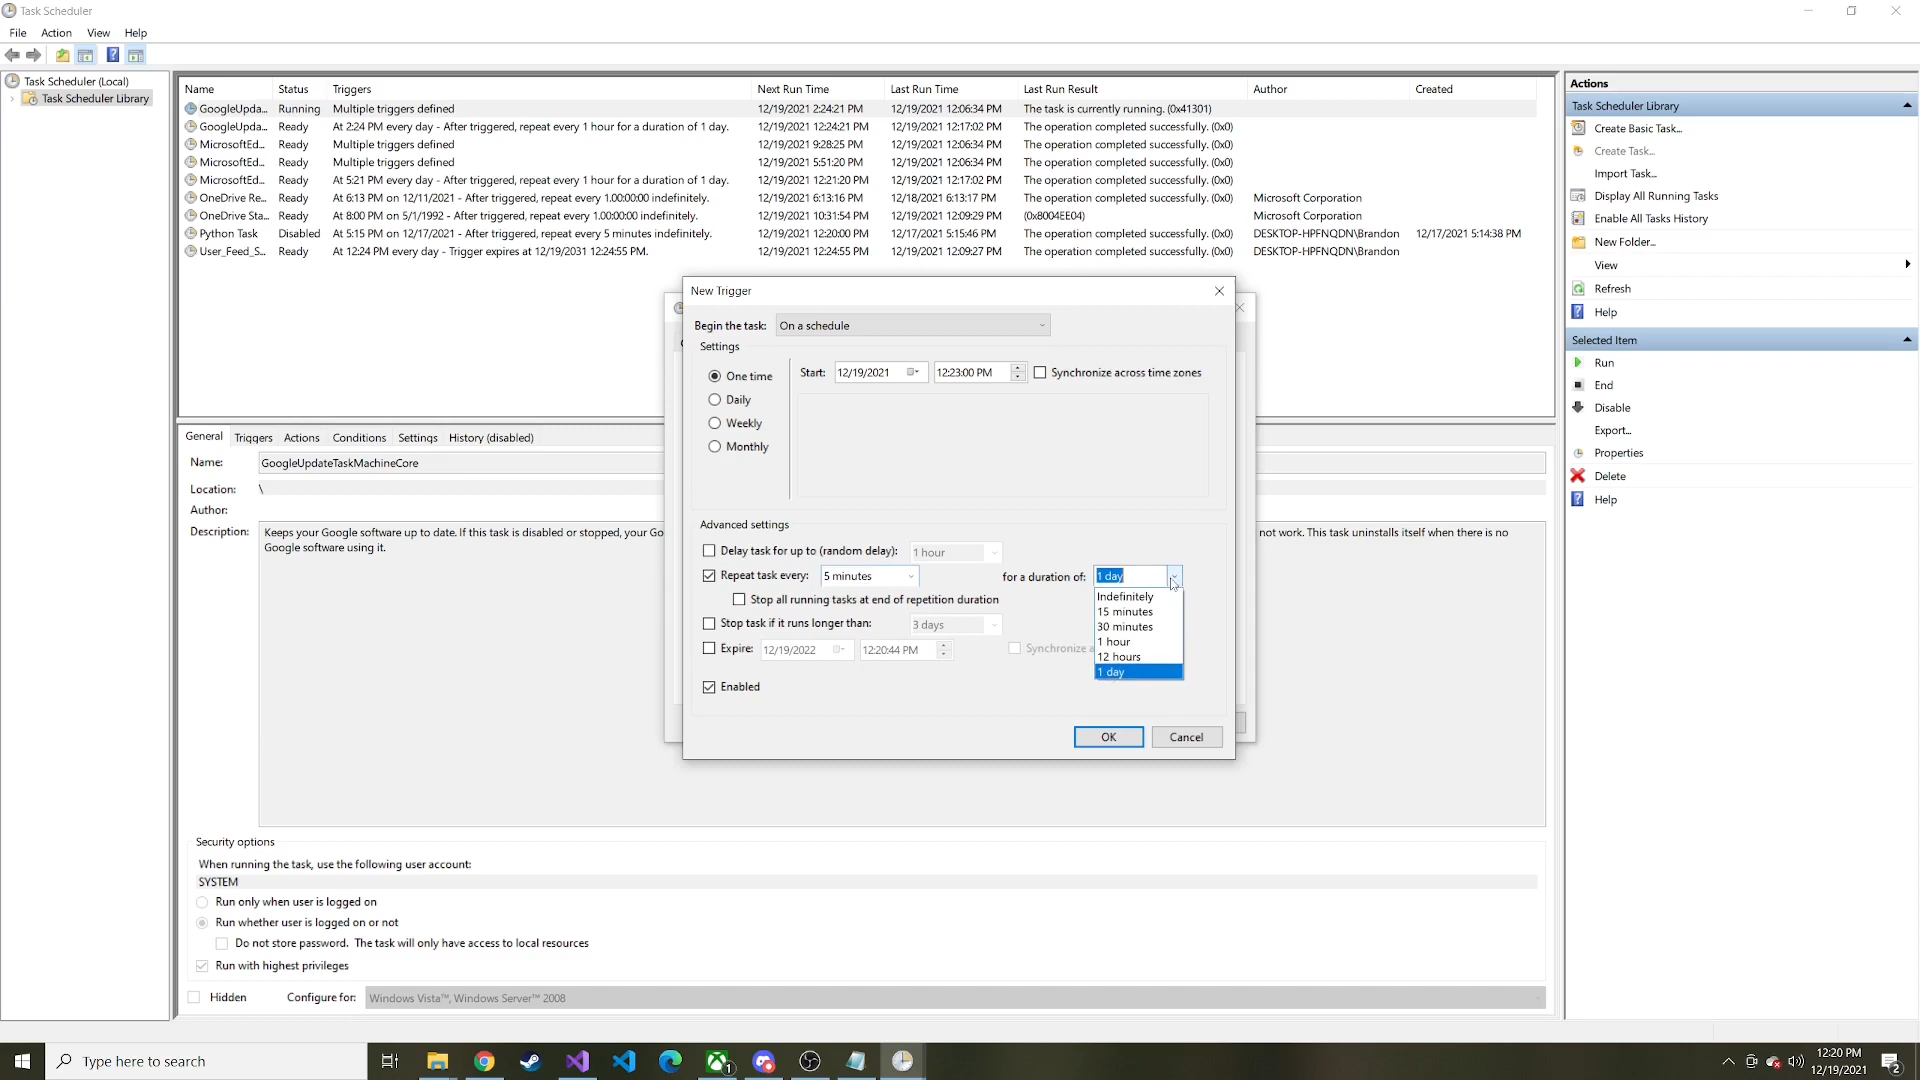 Task Scheduler
File Action View Help
Task Scheduler (Local)
Task Scheduler Library
Name Status Triggers Next Run Time Last Run Time Last Run Result Author Created
GoogleUpda... Running Multiple triggers defined 12/19/2021 2:24:21 PM 12/19/2021 12:06:34 PM The task is currently running. (0x41301)
GoogleUpda... Ready At 2:24 PM every day - After triggered, repeat every 1 hour for a duration of 1 day. 12/19/2021 12:24:21 PM 12/19/2021 12:17:02 PM The operation completed successfully. (0x0)
MicrosoftEd... Ready Multiple triggers defined 12/19/2021 9:28:25 PM 12/19/2021 12:06:34 PM The operation completed successfully. (0x0)
MicrosoftEd... Ready Multiple triggers defined 12/19/2021 5:51:20 PM 12/19/2021 12:06:34 PM The operation completed successfully. (0x0)
MicrosoftEd... Ready At 5:21 PM every day - After triggered, repeat every 1 hour for a duration of 1 day. 12/19/2021 12:21:20 PM 12/19/2021 12:17:02 PM The operation completed successfully. (0x0)
OneDrive Re... Ready At 6:13 PM on 12/11/2021 - After triggered, repeat every 1.00:00:00 indefinitely. 12/19/2021 6:13:16 PM 12/18/2021 6:13:17 PM The operation completed successfully. (0x0) Microsoft Corporation
OneDrive Sta... Ready At 8:00 PM on 5/1/1992 - After triggered, repeat every 1.00:00:00 indefinitely. 12/19/2021 10:31:54 PM 12/19/2021 12:09:29 PM (0x8004EE04) Microsoft Corporation
Python Task Disabled At 5:15 PM on 12/17/2021 - After triggered, repeat every 5 minutes indefinitely. 12/19/2021 12:20:00 PM 12/17/2021 5:15:46 PM The operation completed successfully. (0x0) DESKTOP-HPFNQDN\Brandon 12/17/2021 5:14:38 PM
User_Feed_S... Ready At 12:24 PM every day - Trigger expires at 12/19/2031 12:24:55 PM. 12/19/2021 12:24:55 PM 12/19/2021 12:09:27 PM The operation completed successfully. (0x0) DESKTOP-HPFNQDN\Brandon
General Triggers Actions Conditions Settings History (disabled)
Name: GoogleUpdateTaskMachineCore
Location: \
Author:
Description: Keeps your Google software up to date. If this task is disabled or stopped, your Go
not work. This task uninstalls itself when there is no
Google software using it.
Security options
When running the task, use the following user account:
SYSTEM
Run only when user is logged on
Run whether user is logged on or not
Do not store password. The task will only have access to local resources
Run with highest privileges
Hidden Configure for: Windows Vista™, Windows Server™ 2008
New Trigger
Begin the task: On a schedule
Settings
One time
Daily
Weekly
Monthly
Start: 12/19/2021 12:23:00 PM Synchronize across time zones
Advanced settings
Delay task for up to (random delay): 1 hour
Repeat task every: 5 minutes for a duration of: 1 day
Stop all running tasks at end of repetition duration
Stop task if it runs longer than: 3 days
Expire: 12/19/2022 12:20:44 PM Synchronize a
Enabled
Indefinitely
15 minutes
30 minutes
1 hour
12 hours
1 day
OK Cancel
Actions
Task Scheduler Library
Create Basic Task...
Create Task...
Import Task...
Display All Running Tasks
Enable All Tasks History
New Folder...
View
Refresh
Help
Selected Item
Run
End
Disable
Export...
Properties
Delete
Help
Type here to search
1
12:20 PM
12/19/2021
2